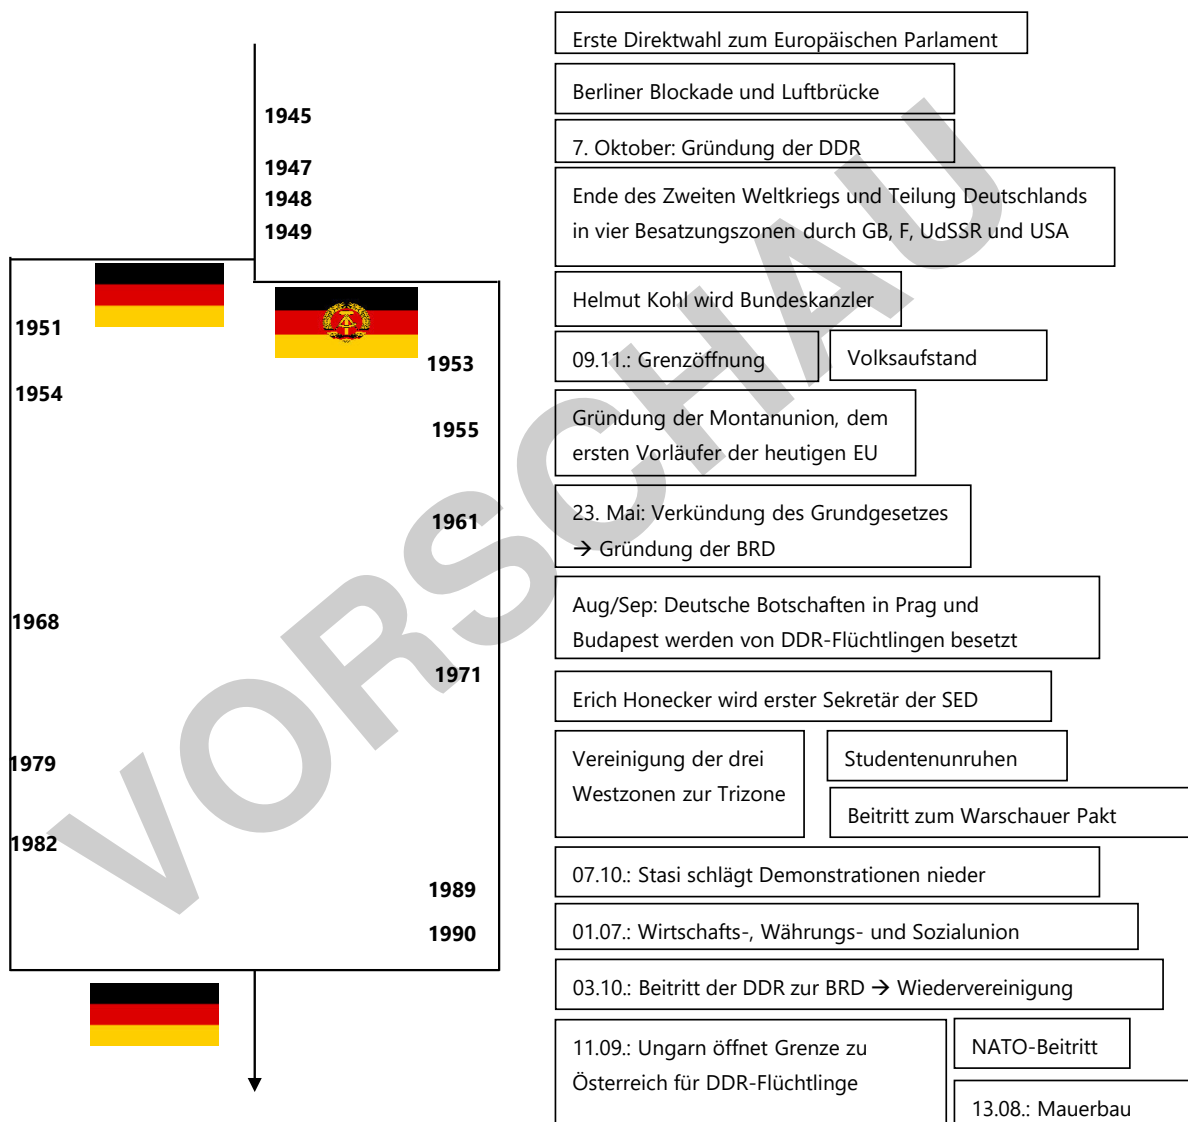 1945
1947
1948
1949
1951
1953
1954
1955
1961
1968
1971
1979
1982
1989
1990
Erste Direktwahl zum Europäischen Parlament
Berliner Blockade und Luftbrücke
7. Oktober: Gründung der DDR
Ende des Zweiten Weltkriegs und Teilung Deutschlands
in vier Besatzungszonen durch GB, F, UdSSR und USA
Helmut Kohl wird Bundeskanzler
09.11.: Grenzöffnung
Volksaufstand
Gründung der Montanunion, dem
ersten Vorläufer der heutigen EU
23. Mai: Verkündung des Grundgesetzes
→ Gründung der BRD
Aug/Sep: Deutsche Botschaften in Prag und
Budapest werden von DDR-Flüchtlingen besetzt
Erich Honecker wird erster Sekretär der SED
Vereinigung der drei
Westzonen zur Trizone
Studentenunruhen
Beitritt zum Warschauer Pakt
07.10.: Stasi schlägt Demonstrationen nieder
01.07.: Wirtschafts-, Währungs- und Sozialunion
03.10.: Beitritt der DDR zur BRD → Wiedervereinigung
11.09.: Ungarn öffnet Grenze zu
Österreich für DDR-Flüchtlinge
NATO-Beitritt
13.08.: Mauerbau
VORSCHAU